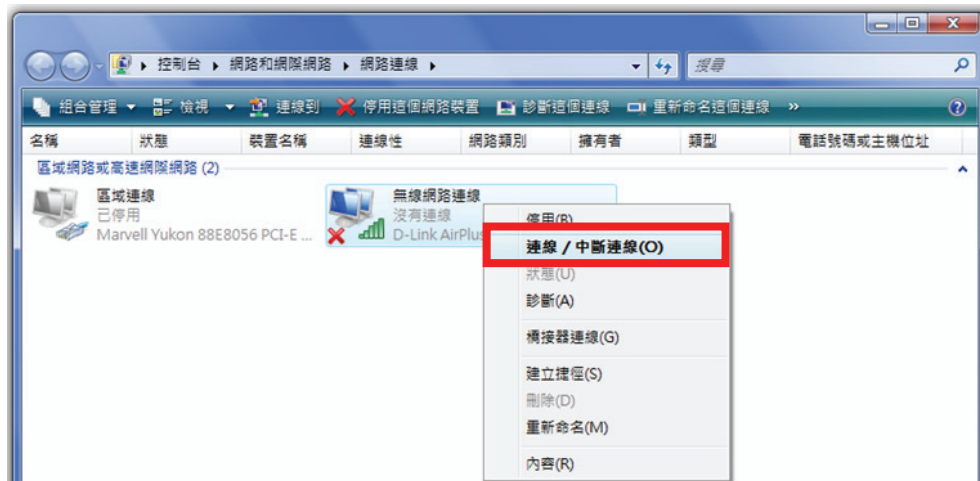 控制台 ▸ 網路和網際網路 ▸ 網路連線 ▸ 搜尋
組合管理 檢視 連線到 停用這個網路裝置 診斷這個連線 重新命名這個連線 »
名稱 狀態 裝置名稱 連線性 網路類別 擁有者 類型 電話號碼或主機位址
區域網路或高速網際網路 (2)
區域連線
已停用
Marvell Yukon 88E8056 PCI-E ...
無線網路連線
沒有連線
D-Link AirPlus
停用(B)
連線 / 中斷連線(O)
狀態(U)
診斷(A)
橋接器連線(G)
建立捷徑(S)
刪除(D)
重新命名(M)
內容(R)